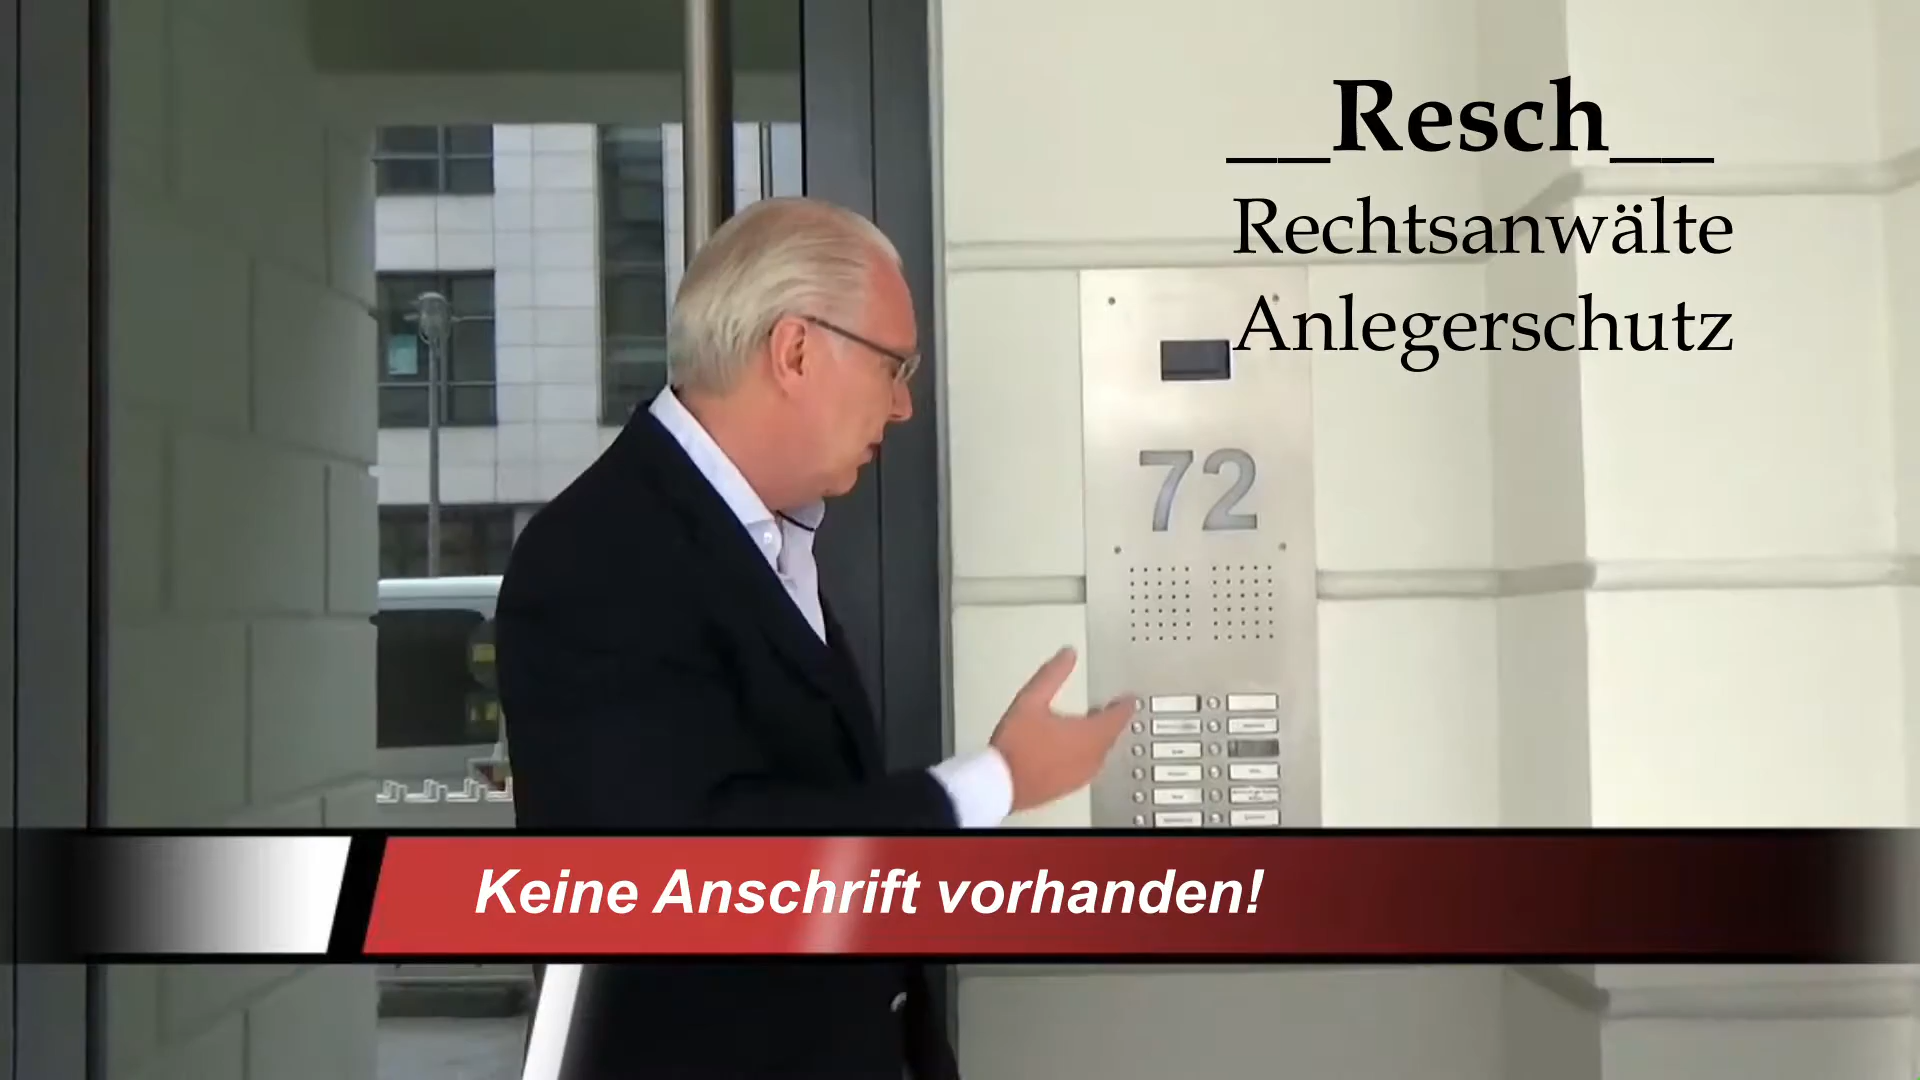 __Resch__
Rechtsanwälte
Anlegerschutz
72
Keine Anschrift vorhanden!